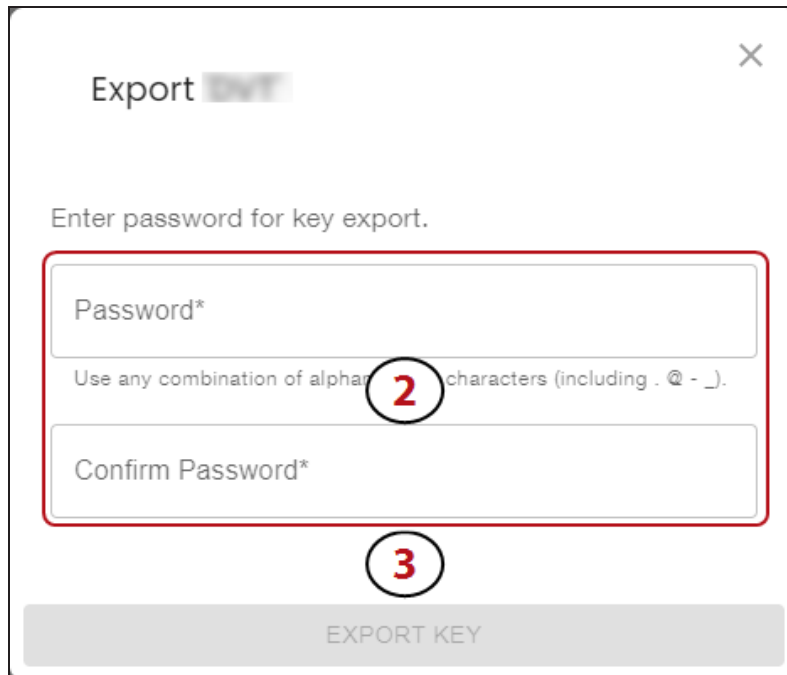 Export
Enter password for key export.
Password*
Use any combination of characters (including . @ - _).
2
Confirm Password*
3
EXPORT KEY